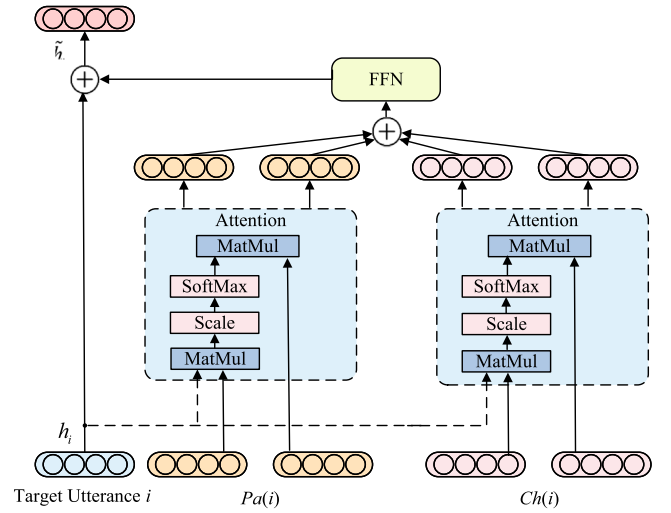 h̃
FFN
Attention
MatMul
SoftMax
Scale
MatMul
Attention
MatMul
SoftMax
Scale
MatMul
hᵢ
Target Utterance i
Pa(i)
Ch(i)